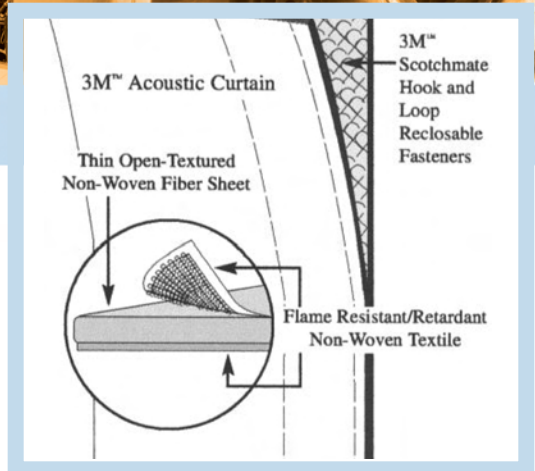 3M™ Acoustic Curtain
3M™
Scotchmate
Hook and
Loop
Reclosable
Fasteners
Thin Open-Textured
Non-Woven Fiber Sheet
Flame Resistant/Retardant
Non-Woven Textile